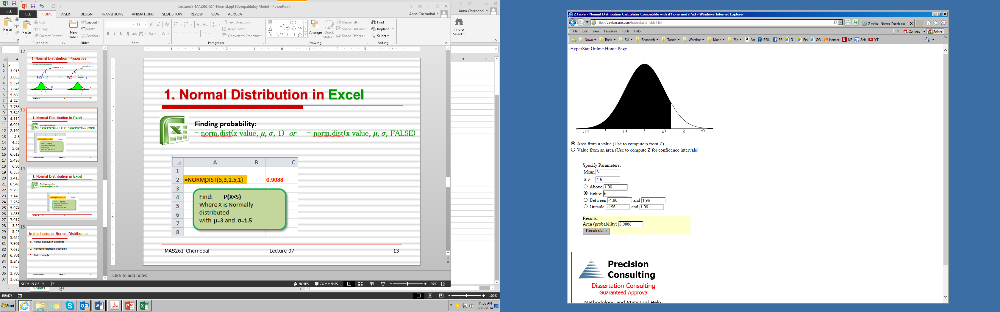 Lecture07-MAS261-S14-Normal.ppt [Compatibility Mode] - PowerPoint
FILE HOME INSERT DESIGN TRANSITIONS ANIMATIONS SLIDE SHOW REVIEW VIEW ACROBAT
Anna Chernobai
Anna Chernobai
FILE
Paste
Paste
Cut
Copy
Format Painter
Clipboard
New
Slide
Layout
Reset
Section
Slides
18
Font
Paragraph
Text Direction
Align Text
Convert to SmartArt
Arrange
Quick
Styles
Shape Fill
Shape Outline
Shape Effects
Drawing
Find
Replace
Select
Editing
Find &
Select
R S
1 x
2 3.915
3 3.038
4 5.324
5 7.846
6 5.680
7 4.743
8 7.766
9 7.649
10 4.110
11 6.026
12 2.160
13 5.3
14 4.52
15 5.08
16 6.613
17 5.497
18 6.90
19 6.837
20 3.413
21 6.940
22 5.293
23 3.143
24 2.262
25 5.974
26 1.866
27 7.017
28 3.30
29 5.23
30 5.652
31 7.901
32 7.032
33 6.701
34 3.243
35 2.070
36 1.709
37 1.628
12
1. Normal Distribution: Properties
P (X < b) = P(Z <
13
1. Normal Distribution in Excel
Finding probability:
14
1. Normal Distribution in Excel
15
In this Lecture: Normal Distribution
1. Normal distribution: properties
2. Normal distribution: examples
3. Main concepts
1. Normal Distribution in Excel
Finding probability:
= norm.dist(x value, μ, σ, 1) or = norm.dist(x value, μ, σ, FALSE)
A B C
1
2 =NORMDIST(5,3,1.5,1) 0.9088
3
4
5
6
7
8
Find: P(X<5)
Where X is Normally
distributed
with μ=3 and σ=1.5
MAS261-Chernobai Lecture 07 13
Click to add notes
SLIDE 13 OF 19
NOTES COMMENTS 97%
Sheet1
READY 100%
Start
11:38 AM
3/18/2014
Z table - Normal Distribution Calculator Compatible with iPhone and iPad - Windows Internet Explorer
http://davidmlane.com/hyperstat/z_table.html
Z table - Normal Distributio...
File Edit View Favorites Tools Help
Convert Select
News Bank SU Research Teach Weather Misha Etc Am BRU FB G+ Pic GG Hotmail NF Sch YT
HyperStat Online Home Page
-1.5 0 1.5 3 4.5 6 7.5
Area from a value (Use to compute p from Z)
Value from an area (Use to compute Z for confidence intervals)
Specify Parameters:
Mean 3
SD 1.5
Above 1.96
Below 5
Between -1.96 and 1.96
Outside -1.96 and 1.96
Results:
Area (probability) 0.9088
Recalculate
Precision
Consulting
Dissertation Consulting
Guaranteed Approval
Methodology and Statistical Help